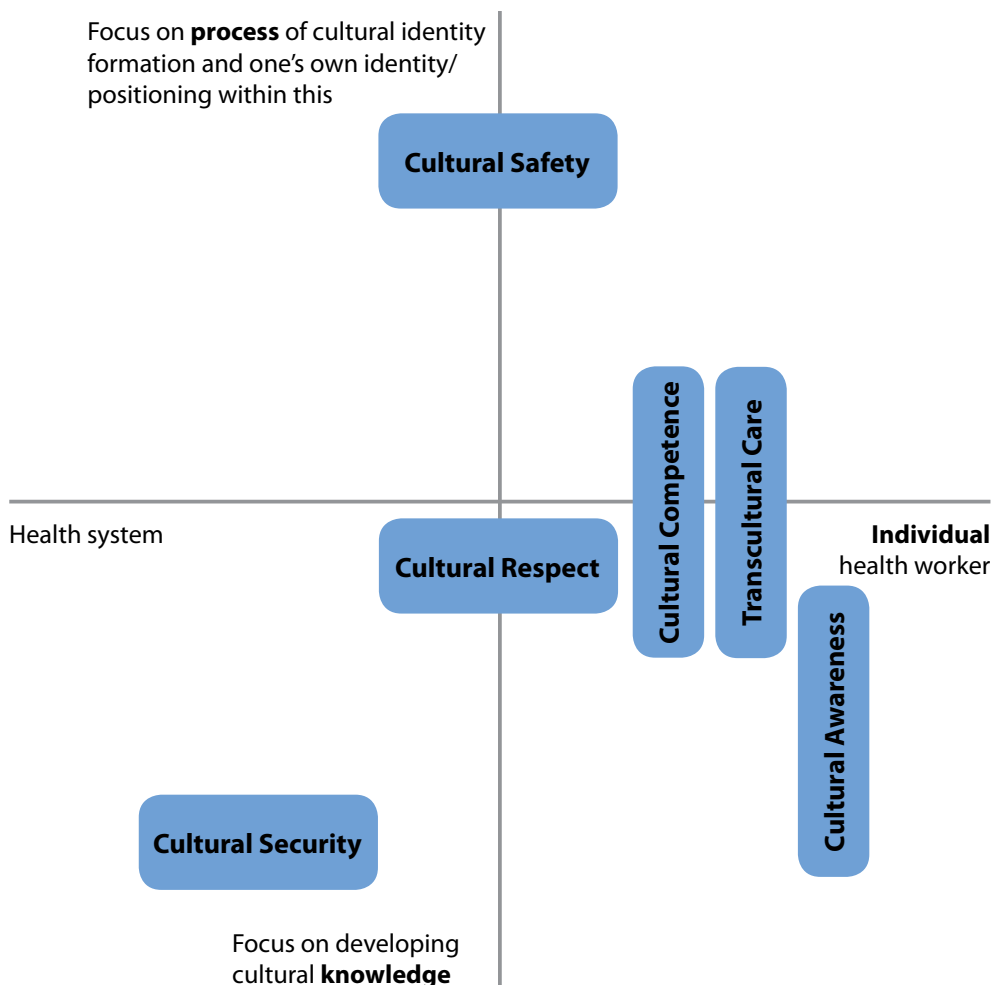 Focus on process of cultural identity
formation and one’s own identity/
positioning within this
Cultural Safety
Cultural Competence
Transcultural Care
Health system
Individual
health worker
Cultural Respect
Cultural Awareness
Cultural Security
Focus on developing
cultural knowledge